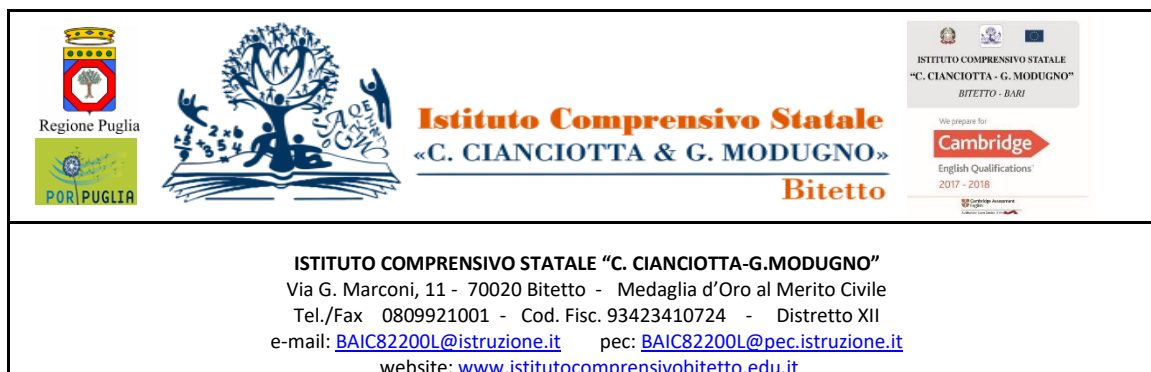 Regione Puglia
POR PUGLIA
Istituto Comprensivo Statale
«C. CIANCIOTTA & G. MODUGNO»
Bitetto
ISTITUTO COMPRENSIVO STATALE
“C. CIANCIOTTA - G. MODUGNO”
BITETTO - BARI
We prepare for
Cambridge
English Qualifications
2017 - 2018
Cambridge Assessment
English
ISTITUTO COMPRENSIVO STATALE “C. CIANCIOTTA-G.MODUGNO”
Via G. Marconi, 11 - 70020 Bitetto - Medaglia d’Oro al Merito Civile
Tel./Fax 0809921001 - Cod. Fisc. 93423410724 - Distretto XII
e-mail: BAIC82200L@istruzione.it pec: BAIC82200L@pec.istruzione.it
website: www.istitutocomprensivobitetto.edu.it